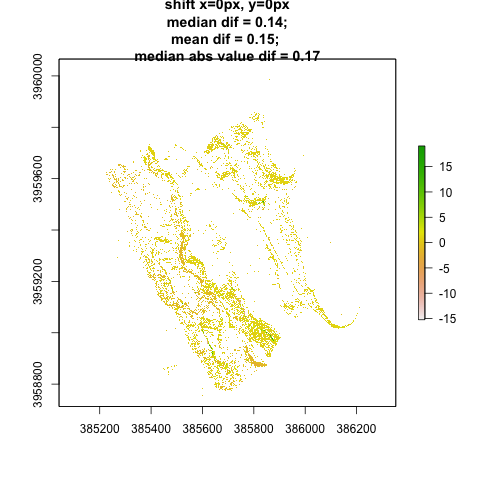 shift x=0px, y=0px
median dif = 0.14;
mean dif = 0.15;
median abs value dif = 0.17
3960000
3959600
3959200
3958800
385200 385400 385600 385800 386000 386200
15
10
5
0
-5
-10
-15